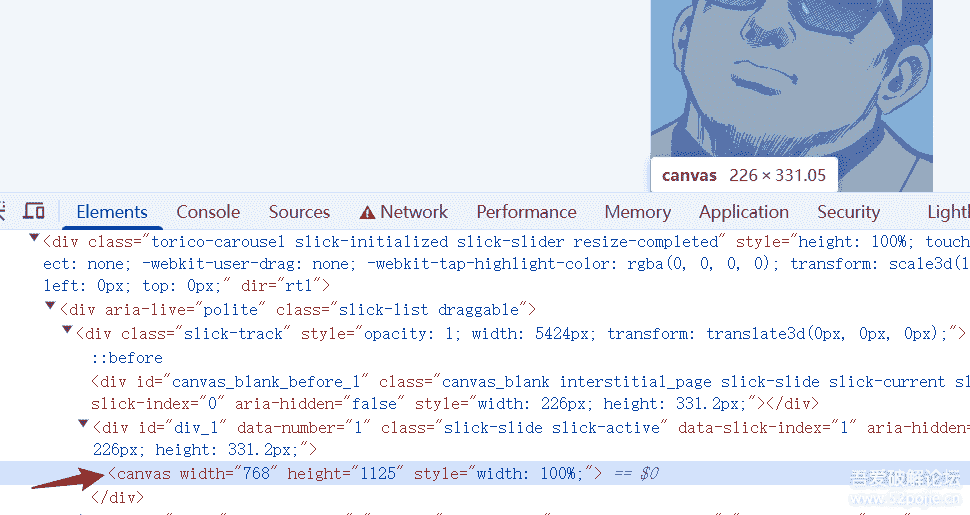 canvas 226 × 331.05
Elements Console Sources Network Performance Memory Application Security Light
<div class="torico-carousel slick-initialized slick-slider resize-completed" style="height: 100%; touch
ect: none; -webkit-user-drag: none; -webkit-tap-highlight-color: rgba(0, 0, 0, 0); transform: scale3d(1
left: 0px; top: 0px;" dir="rtl">
<div aria-live="polite" class="slick-list draggable">
<div class="slick-track" style="opacity: 1; width: 5424px; transform: translate3d(0px, 0px, 0px);">
::before
<div id="canvas_blank_before_1" class="canvas_blank interstitial_page slick-slide slick-current sl
slick-index="0" aria-hidden="false" style="width: 226px; height: 331.2px;"></div>
<div id="div_1" data-number="1" class="slick-slide slick-active" data-slick-index="1" aria-hidden=
226px; height: 331.2px;">
<canvas width="768" height="1125" style="width: 100%;"> == $0
</div>
吾爱破解论坛
www.52pojie.cn